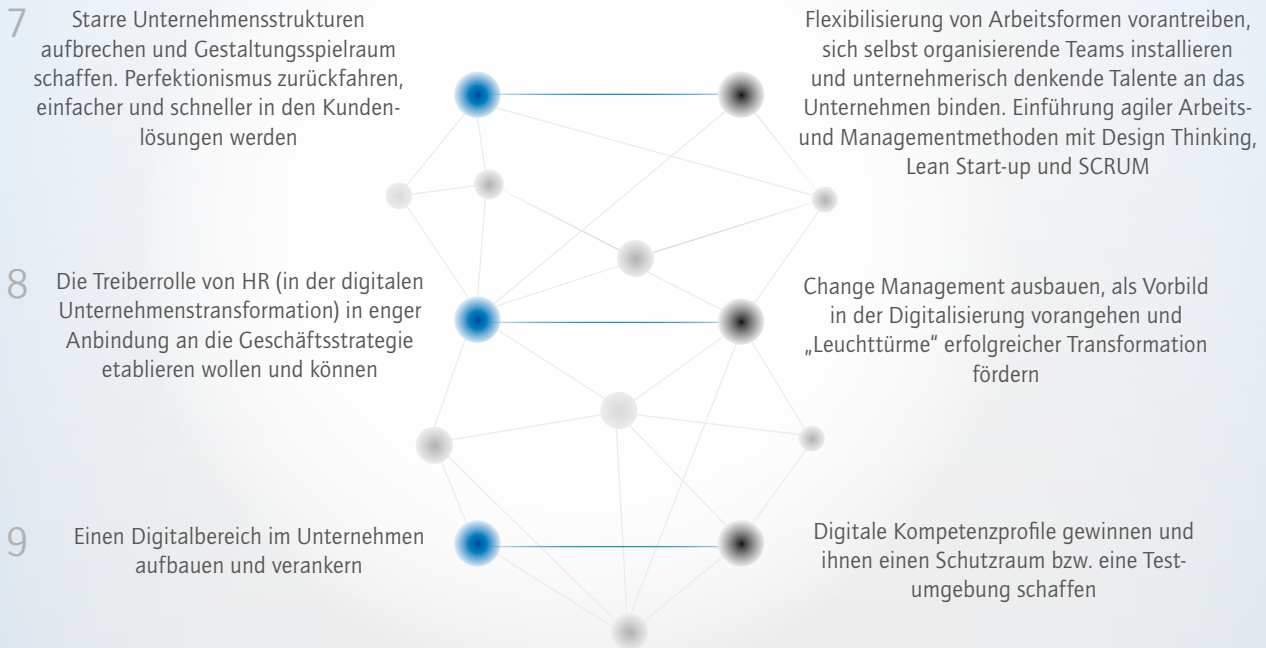 7
Starre Unternehmensstrukturen
aufbrechen und Gestaltungsspielraum
schaffen. Perfektionismus zurückfahren,
einfacher und schneller in den Kunden-
lösungen werden
Flexibilisierung von Arbeitsformen vorantreiben,
sich selbst organisierende Teams installieren
und unternehmerisch denkende Talente an das
Unternehmen binden. Einführung agiler Arbeits-
und Managementmethoden mit Design Thinking,
Lean Start-up und SCRUM
8
Die Treiberrolle von HR (in der digitalen
Unternehmenstransformation) in enger
Anbindung an die Geschäftsstrategie
etablieren wollen und können
Change Management ausbauen, als Vorbild
in der Digitalisierung vorangehen und
„Leuchttürme“ erfolgreicher Transformation
fördern
9
Einen Digitalbereich im Unternehmen
aufbauen und verankern
Digitale Kompetenzprofile gewinnen und
ihnen einen Schutzraum bzw. eine Test-
umgebung schaffen